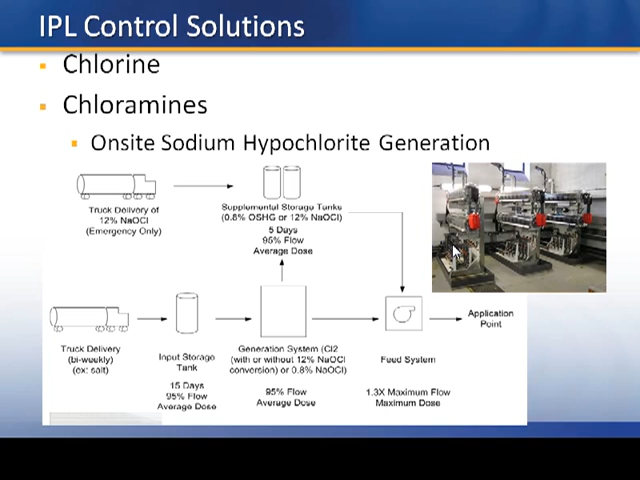 IPL Control Solutions
Chlorine
Chloramines
Onsite Sodium Hypochlorite Generation
Truck Delivery of
12% NaOCl
(Emergency Only)
Supplemental Storage Tanks
(0.8% OSHG or 12% NaOCl)
5 Days
95% Flow
Average Dose
Application
Point
Truck Delivery
(bi-weekly)
(ex: salt)
Input Storage
Tank
15 Days
95% Flow
Average Dose
Generation System (Cl2
(with or without 12% NaOCl
conversion) or 0.8% NaOCl)
95% Flow
Average Dose
Feed System
1.3X Maximum Flow
Maximum Dose